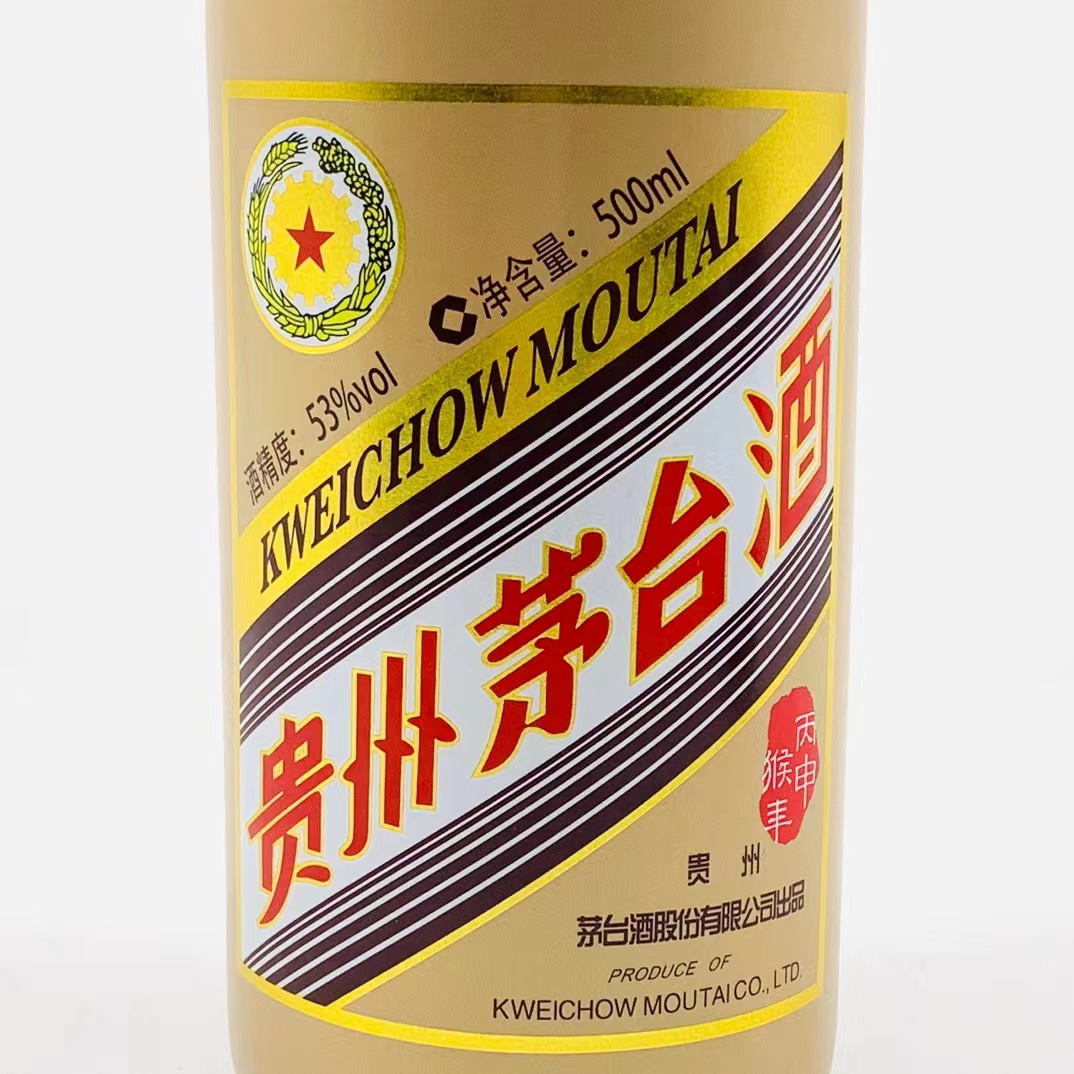 净含量：500ml
酒精度：53%vol
KWEICHOW MOUTAI
贵州茅台酒
丙申
猴年
贵州
茅台酒股份有限公司出品
PRODUCE OF
KWEICHOW MOUTAI CO., LTD.